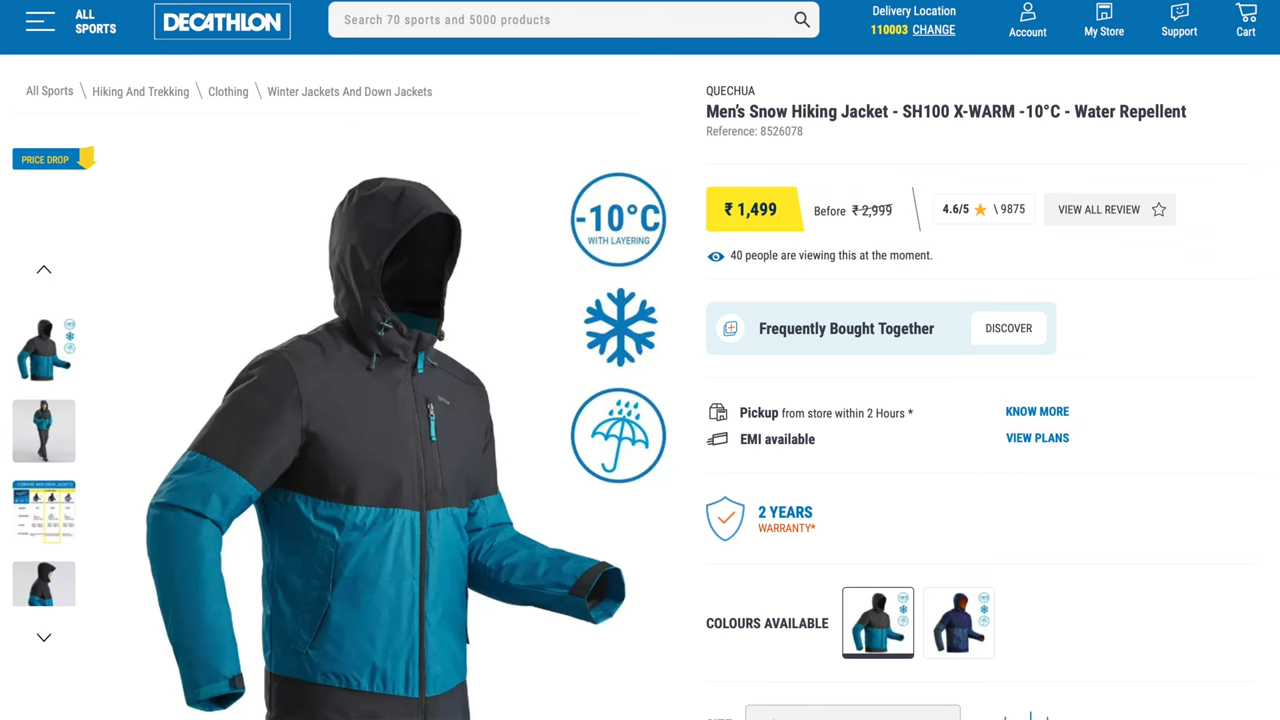 ALL
SPORTS
DECATHLON
Search 70 sports and 5000 products
Delivery Location
110003 CHANGE
Account
My Store
Support
Cart
All Sports \ Hiking And Trekking \ Clothing \ Winter Jackets And Down Jackets
PRICE DROP
-10°C
WITH LAYERING
QUECHUA
Men's Snow Hiking Jacket - SH100 X-WARM -10°C - Water Repellent
Reference: 8526078
₹ 1,499
Before ₹ 2,999
4.6/5 ★ \ 9875
VIEW ALL REVIEW
40 people are viewing this at the moment.
Frequently Bought Together
DISCOVER
Pickup from store within 2 Hours *
KNOW MORE
EMI available
VIEW PLANS
2 YEARS
WARRANTY*
COLOURS AVAILABLE